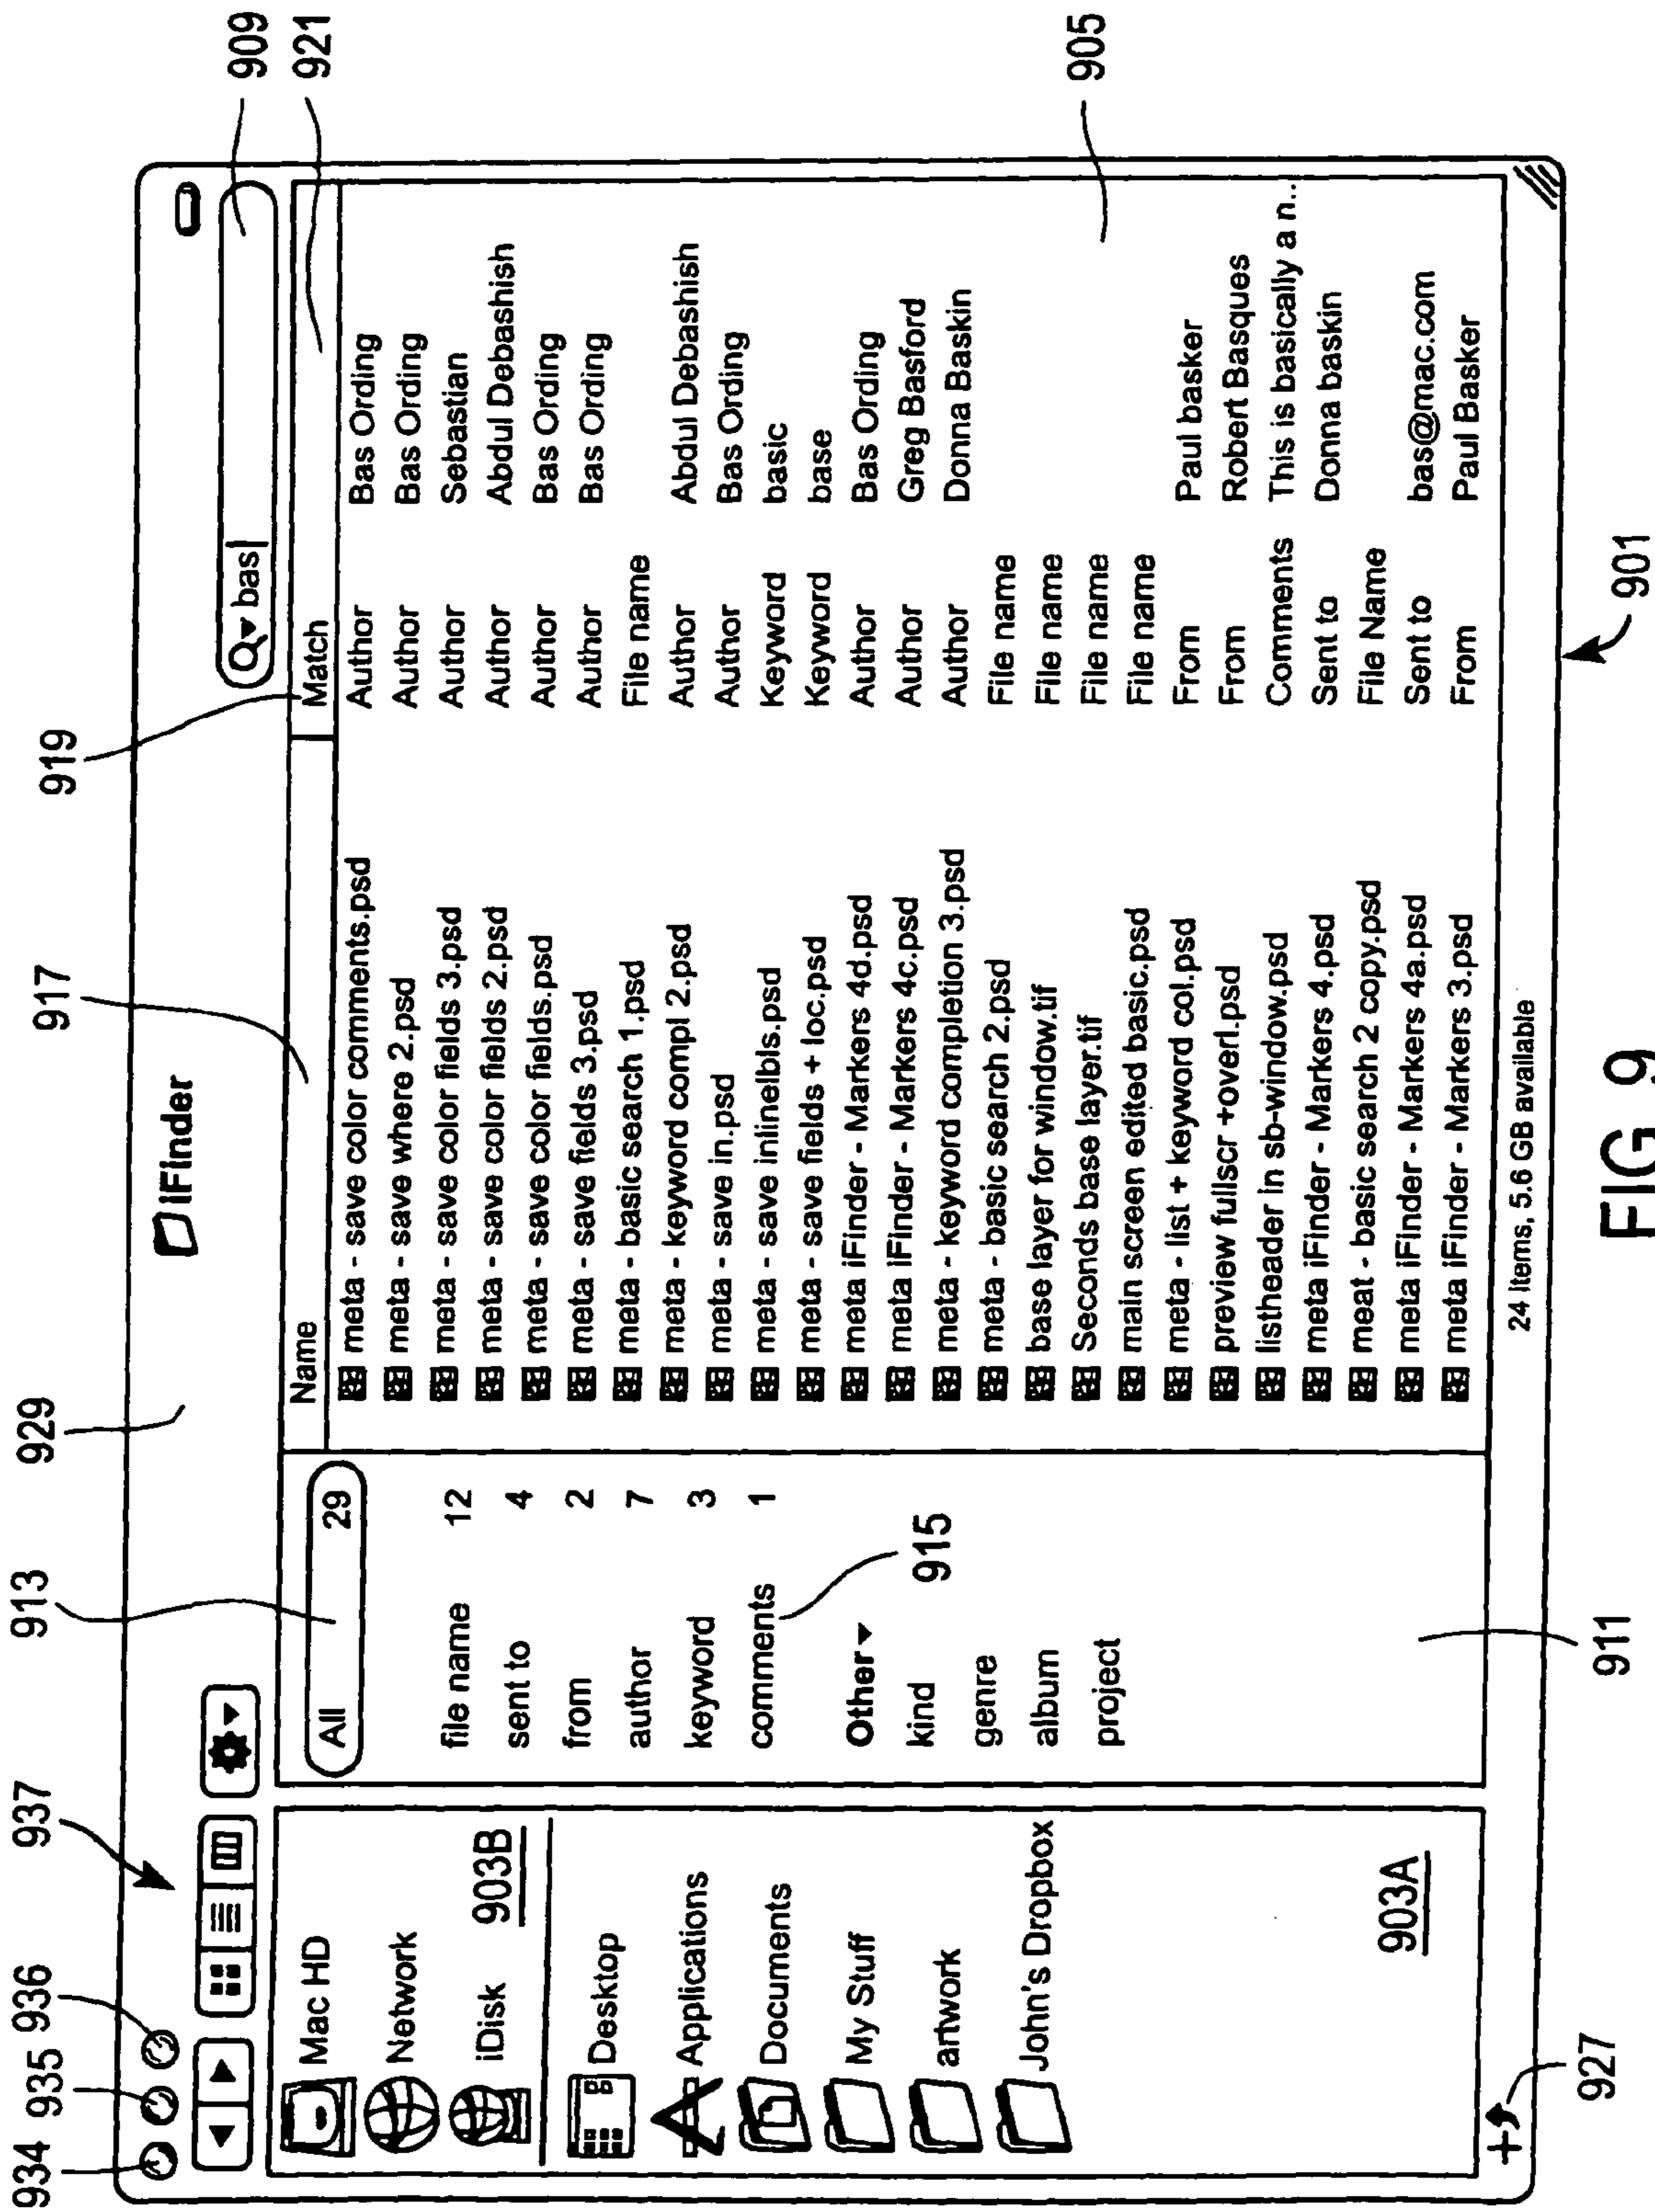 934 935 936 937 913 929 917 919 909
921
iFinder
bas
Mac HD
Network
iDisk
903B
Desktop
Applications
Documents
My Stuff
artwork
John's Dropbox
903A
All 29
file name 12
sent to 4
from 2
author 7
keyword 3
comments 1
915
Other
kind
genre
album
project
Name Match
meta - save color comments.psd Author Bas Ording
meta - save where 2.psd Author Bas Ording
meta - save color fields 3.psd Author Sebastian
meta - save color fields 2.psd Author Abdul Debashish
meta - save color fields.psd Author Bas Ording
meta - save fields 3.psd Author Bas Ording
meta - basic search 1.psd File name
meta - keyword compl 2.psd Author Abdul Debashish
meta - save in.psd Author Bas Ording
meta - save inlinelbls.psd Keyword basic
meta - save fields + loc.psd Keyword base
meta iFinder - Markers 4d.psd Author Bas Ording
meta iFinder - Markers 4c.psd Author Greg Basford
meta - keyword completion 3.psd Author Donna Baskin
meta - basic search 2.psd File name
base layer for window.tif File name
Seconds base layer.tif File name
main screen edited basic.psd File name
meta - list + keyword col.psd From Paul basker
preview fullscr +overl.psd From Robert Basques
listheader in sb-window.psd Comments This is basically a n..
meta iFinder - Markers 4.psd Sent to Donna baskin
meat - basic search 2 copy.psd File Name
meta iFinder - Markers 4a.psd Sent to bas@mac.com
meta iFinder - Markers 3.psd From Paul Basker
905
24 items, 5.6 GB available
927 911 901
FIG 9